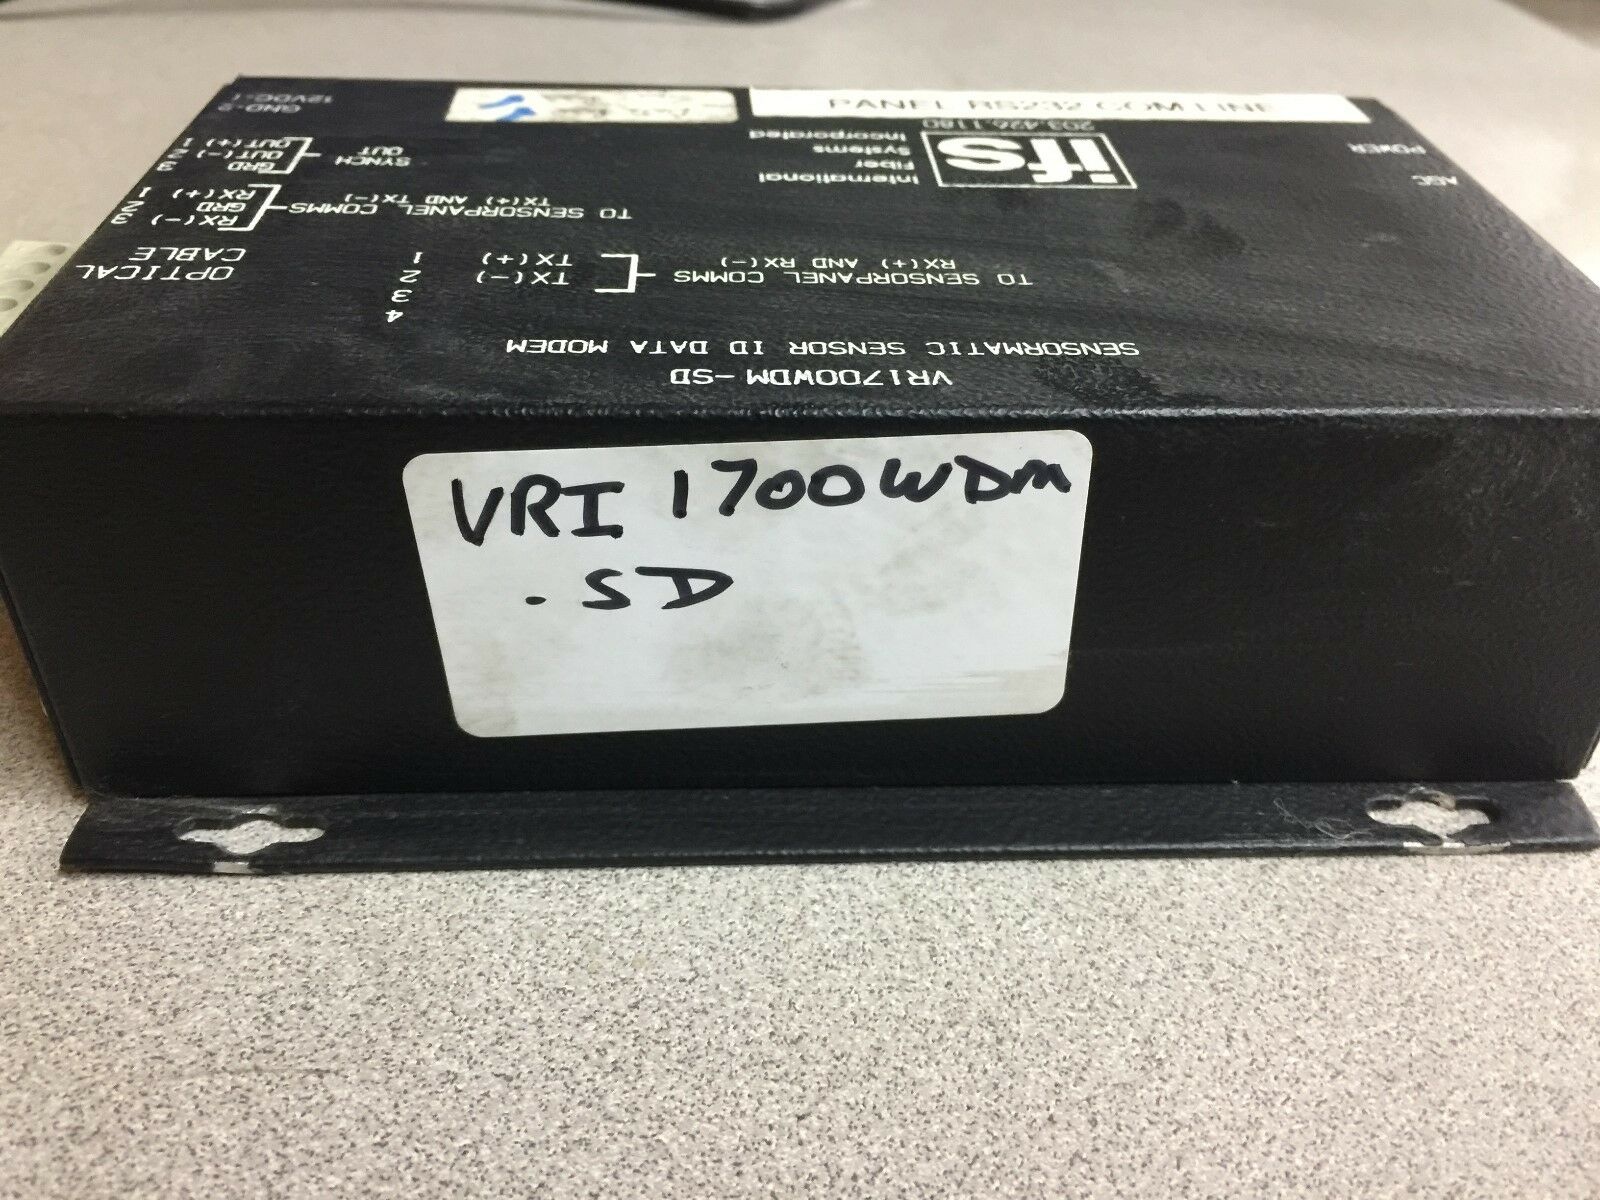 VRI 1700WDM
.SD
PANEL RS232 COM LINE
203.426.1180
ifs
International
Fiber
Systems
Incorporated
POWER
AGC
12VDC-1
GND-2
OUT(+) 1
OUT(-) 2
GRD 3
SYNCH
OUT
RX(+) 1
GRD 2
RX(-) 3
TO SENSORPANEL COMMS
TX(+) AND TX(-)
OPTICAL
CABLE
1 TX(+)
2 TX(-)
3
4
TO SENSORPANEL COMMS
RX(+) AND RX(-)
SENSORMATIC SENSOR ID DATA MODEM
VR1700WDM-SD